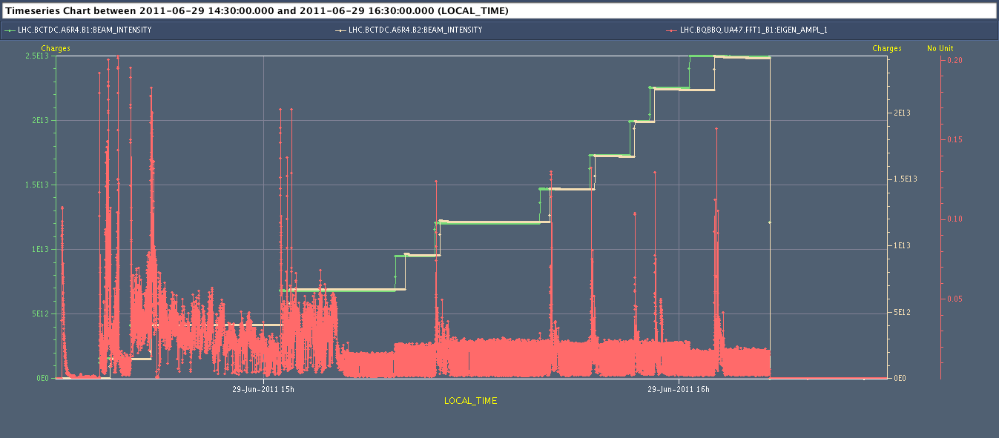 Timeseries Chart between 2011-06-29 14:30:00.000 and 2011-06-29 16:30:00.000 (LOCAL_TIME)
LHC.BCTDC.A6R4.B1:BEAM_INTENSITY LHC.BCTDC.A6R4.B2:BEAM_INTENSITY LHC.BQBBQ.UA47.FFT1_B1:EIGEN_AMPL_1
Charges Charges No Unit
2.5E13 0.20
2E13 2E13
0.15
1.5E13 1.5E13
0.10
1E13 1E13
0.05
5E12 5E12
0E0 0E0
29-Jun-2011 15h 29-Jun-2011 16h
LOCAL_TIME